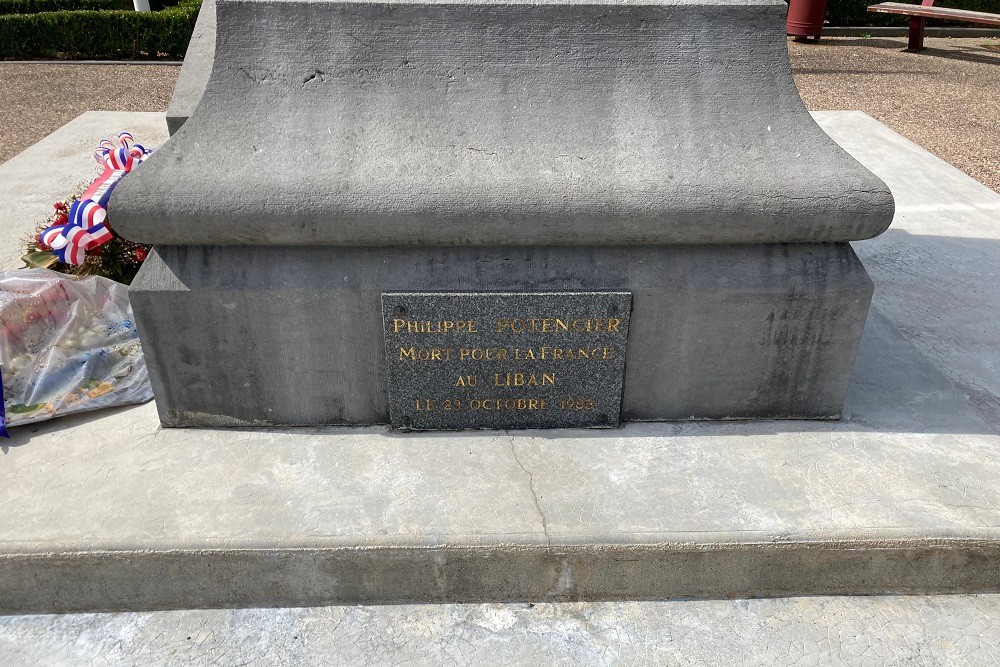 PHILIPPE POTENCIER
MORT POUR LA FRANCE
AU LIBAN
LE 23 OCTOBRE 1983